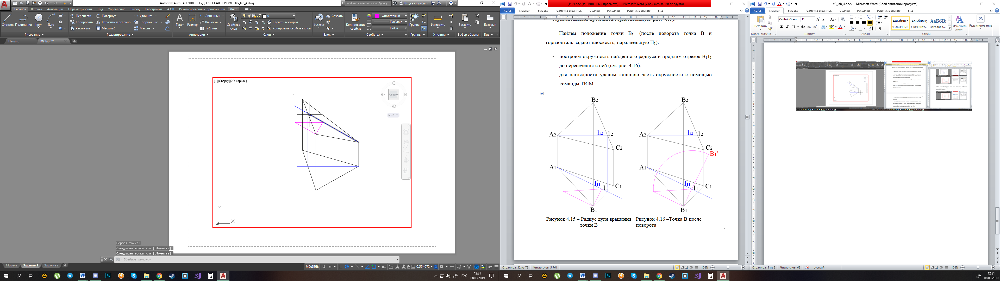 Autodesk AutoCAD 2018 - СТУДЕНЧЕСКАЯ ВЕРСИЯ KG_lab_4.dwg
Введите ключевое слово/фразу
Вход в службы
Главная Вставка Аннотации Параметризация Вид Управление Вывод Надстройки A360 Рекомендованные приложения Лист
Отрезок Полилиния Круг Дуга
Перенести Повернуть Удлинить
Копировать Отразить зеркально Сопряжение
Растянуть Масштаб Массив
Текст Размер
Линейный
Выноска
Таблица
Свойства слоя
0
Сделать текущим
Копировать свойства слоя
Вставка
Создать
Копирование свойств
Фиолетовый
ПоСлою
ПоСл...
Группа
Измерить
Вставить
Базовый
Рисование Редактирование Аннотации Слои Блок Свойства Группы Утилиты Буфер обмена Вид
Начало KG_lab_4*
[+][Сверху][2D-каркас]
С
З Сверху В
Ю
МСК
Y
X
Первая точка:
Следующая точка или [оТменить]:
Следующая точка или [оТменить]:
Введите команду
Модель Задание 1 Задание 2
МОДЕЛЬ 0.554072
РУС 12:31 08.03.2019
1_kurs.doc (защищенный просмотр) - Microsoft Word (Сбой активации продукта)
Файл Главная Вставка Разметка страницы Ссылки Рассылки Рецензирование Вид
Найдем положение точки B1' (после поворота точка B и
горизонталь задают плоскость, параллельную П1):
- построим окружность найденного радиуса и продлим отрезок B1l1
до пересечения с ней (см. рис. 4.16);
- для наглядности удалим лишнюю часть окружности с помощью
команды TRIM.
B2
A2
h2
12
C2
A1
h1
11
C1
B1
B2
A2
h2
12
C2
B1'
A1
h1
11
C1
B1
Рисунок 4.15 – Радиус дуги вращения
точки B
Рисунок 4.16 –Точка B после
поворота
Страница: 32 из 75 Число слов: 5 761 108%
KG_lab_4.docx - Microsoft Word (Сбой активации продукта)
Файл Главная Вставка Разметка страницы Ссылки Рассылки Рецензирование Вид
Вставить
Calibri (Осно 11
Ж К Ч abc x₂ x²
АаБбВвГг, АаБбВвГг, АаБбВ
¶ Обычный ¶ Без инте... Заголово...
Изменить стили
Редактирование
Буфер обмена Шрифт Абзац Стили
Страница: 5 из 5 Число слов: 65 русский 108%
12:31
08.03.2019